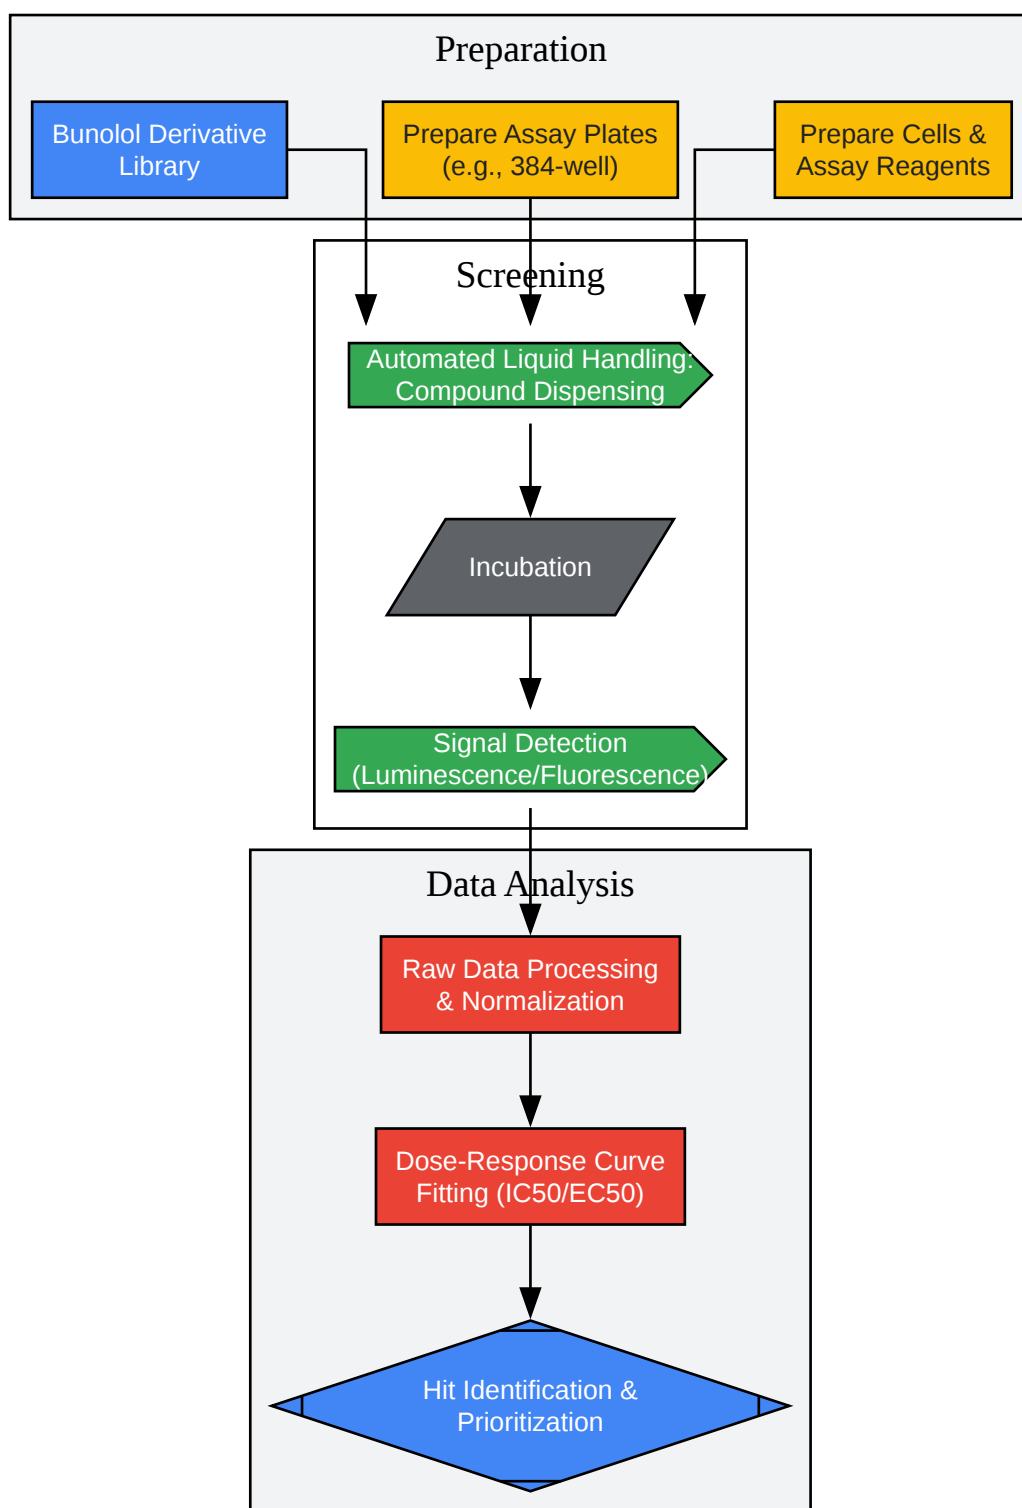 Preparation
Bunolol Derivative
Library
Prepare Assay Plates
(e.g., 384-well)
Prepare Cells &
Assay Reagents
Screening
Automated Liquid Handling:
Compound Dispensing
Incubation
Signal Detection
(Luminescence/Fluorescence)
Data Analysis
Raw Data Processing
& Normalization
Dose-Response Curve
Fitting (IC50/EC50)
Hit Identification &
Prioritization